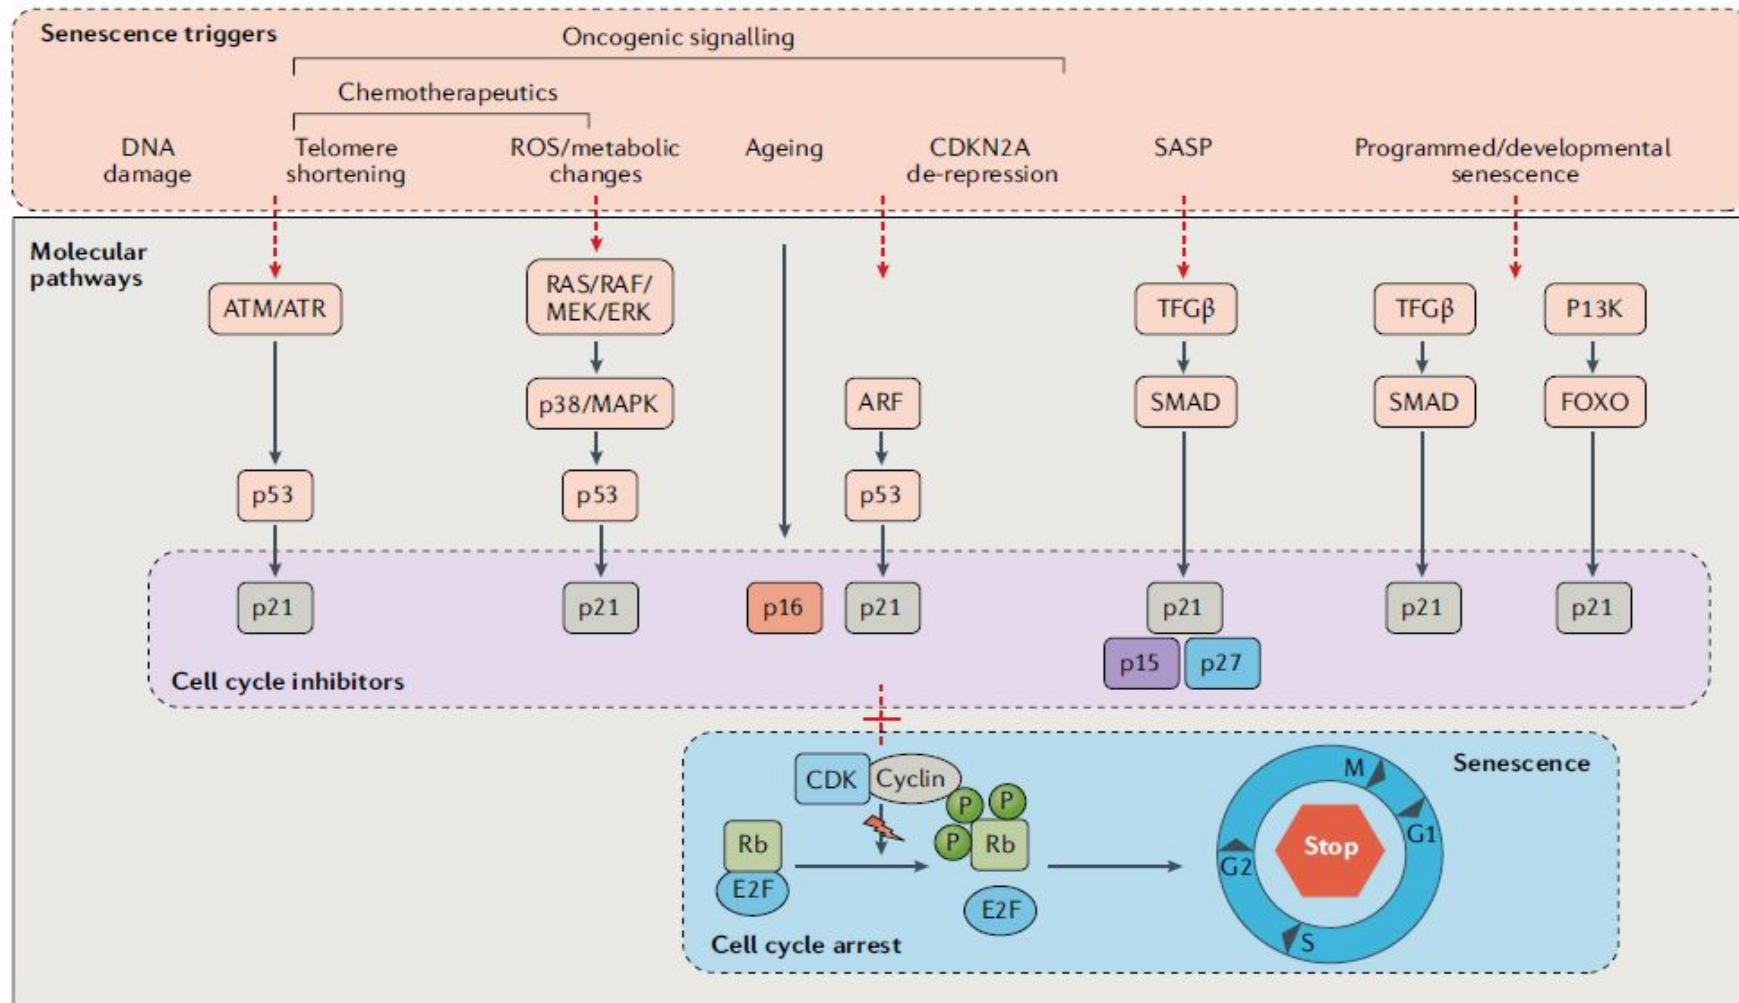 Senescence triggers
Oncogenic signalling
Chemotherapeutics
DNA
damage
Telomere
shortening
ROS/metabolic
changes
Ageing
CDKN2A
de-repression
SASP
Programmed/developmental
senescence
Molecular
pathways
ATM/ATR
RAS/RAF/
MEK/ERK
TFGβ
TFGβ
P13K
p38/MAPK
ARF
SMAD
SMAD
FOXO
p53
p53
p53
p21
p21
p16
p21
p21
p21
p21
p15
p27
Cell cycle inhibitors
CDK
Cyclin
Senescence
P
P
P
Rb
Rb
E2F
E2F
M
G1
G2
S
Stop
Cell cycle arrest